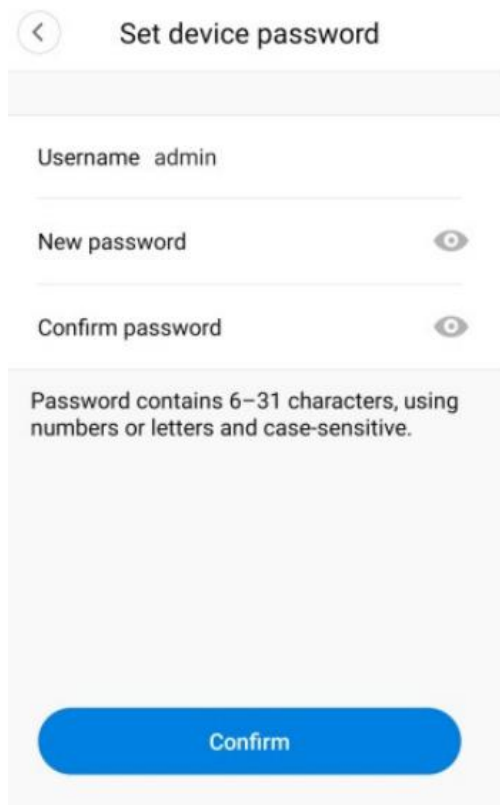 Set device password
Username admin
New password
Confirm password
Password contains 6–31 characters, using
numbers or letters and case-sensitive.
Confirm